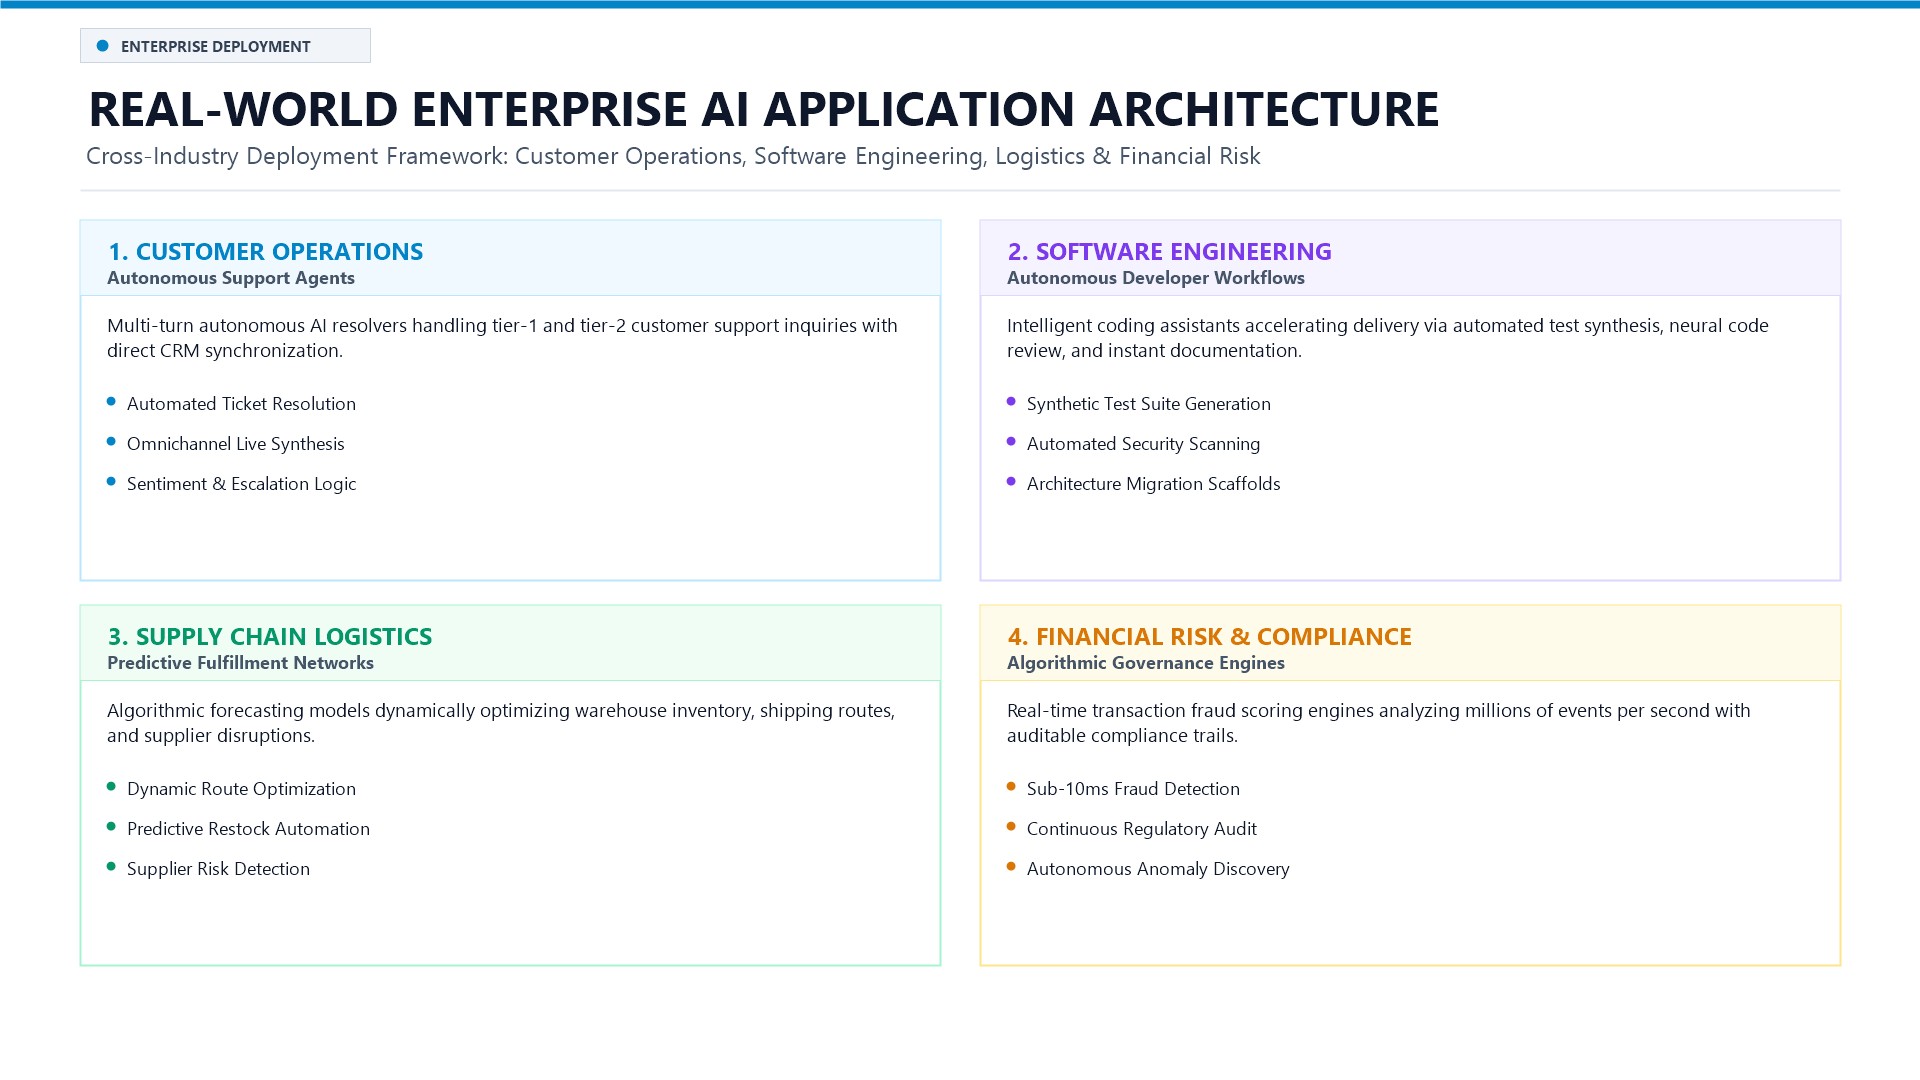 ENTERPRISE DEPLOYMENT
REAL-WORLD ENTERPRISE AI APPLICATION ARCHITECTURE
Cross-Industry Deployment Framework: Customer Operations, Software Engineering, Logistics & Financial Risk
1. CUSTOMER OPERATIONS
Autonomous Support Agents
Multi-turn autonomous AI resolvers handling tier-1 and tier-2 customer support inquiries with
direct CRM synchronization.
Automated Ticket Resolution
Omnichannel Live Synthesis
Sentiment & Escalation Logic
2. SOFTWARE ENGINEERING
Autonomous Developer Workflows
Intelligent coding assistants accelerating delivery via automated test synthesis, neural code
review, and instant documentation.
Synthetic Test Suite Generation
Automated Security Scanning
Architecture Migration Scaffolds
3. SUPPLY CHAIN LOGISTICS
Predictive Fulfillment Networks
Algorithmic forecasting models dynamically optimizing warehouse inventory, shipping routes,
and supplier disruptions.
Dynamic Route Optimization
Predictive Restock Automation
Supplier Risk Detection
4. FINANCIAL RISK & COMPLIANCE
Algorithmic Governance Engines
Real-time transaction fraud scoring engines analyzing millions of events per second with
auditable compliance trails.
Sub-10ms Fraud Detection
Continuous Regulatory Audit
Autonomous Anomaly Discovery